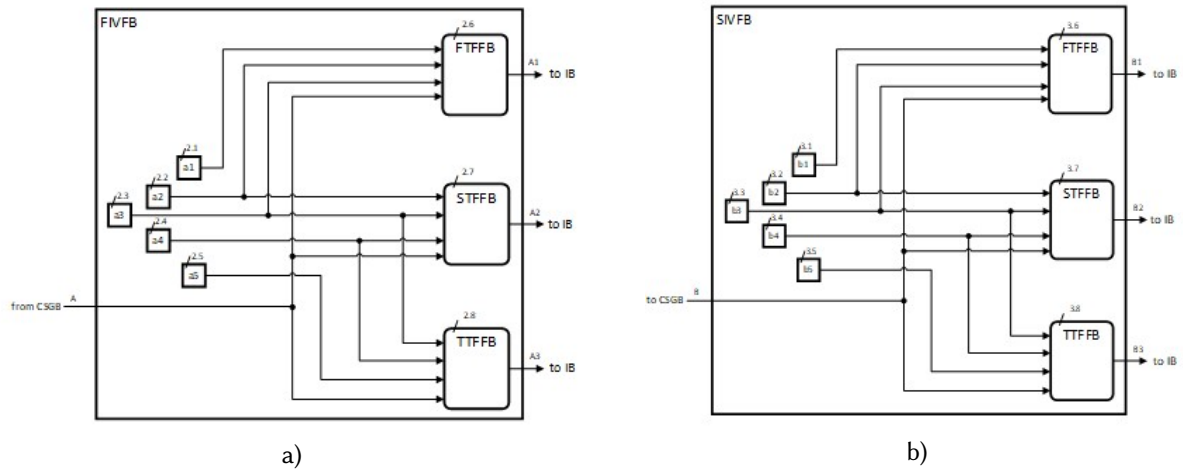 FIVFB
2.6
FTFFB
A1
to IB
2.1
a1
2.2
a2
2.3
a3
2.4
a4
2.5
a5
2.7
STFFB
A2
to IB
from CSGB
A
2.8
TTFFB
A3
to IB
a)
SIVFB
3.6
FTFFB
B1
to IB
3.1
b1
3.2
b2
3.3
b3
3.4
b4
3.5
b5
3.7
STFFB
B2
to IB
to CSGB
B
3.8
TTFFB
B3
to IB
b)